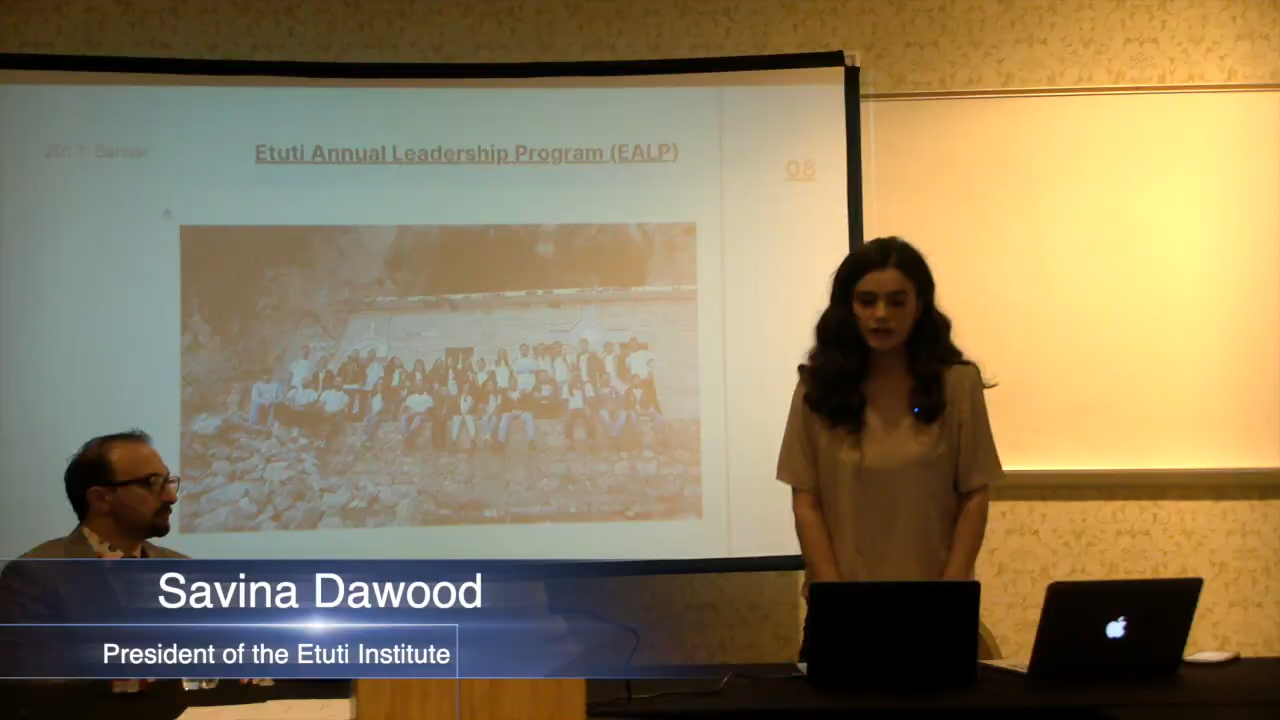 Etuti Annual Leadership Program (EALP)
08
Savina Dawood
President of the Etuti Institute